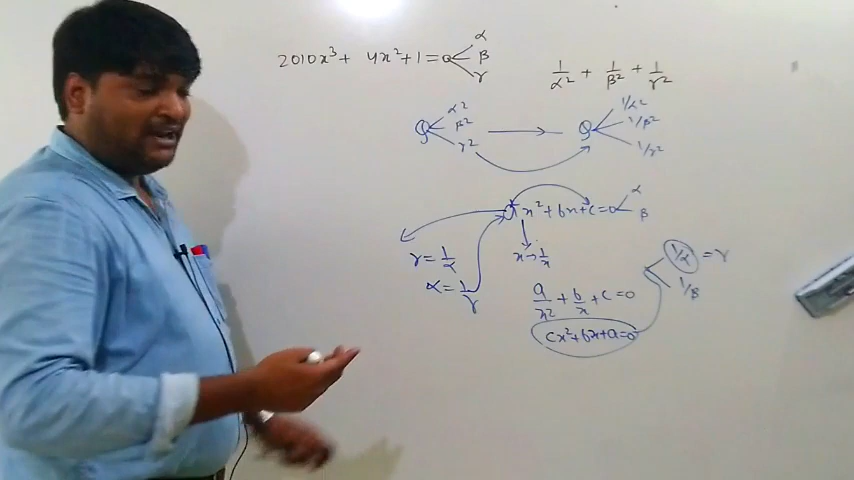 2010x³ + 4x² + 1 = 0
α
β
γ
1/α² + 1/β² + 1/γ²
α²
β²
γ²
1/α²
1/β²
1/γ²
x² + bx + c = 0
α
β
γ = 1/α
x → 1/x
1/α = γ
1/β
α = 1/γ
a/x² + b/x + c = 0
cx² + bx + a = 0